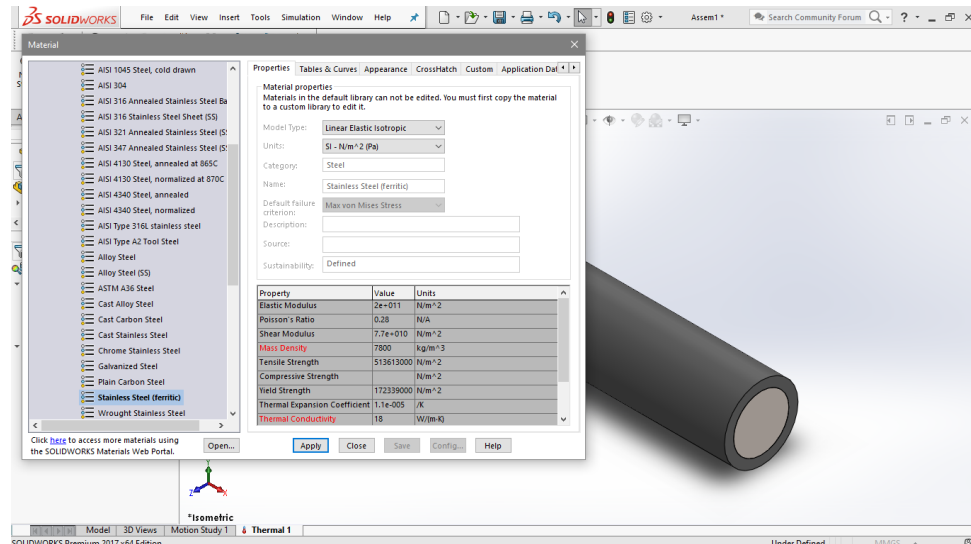 SOLIDWORKS File Edit View Insert Tools Simulation Window Help Assem1 * Search Community Forum ?
Material
AISI 1045 Steel, cold drawn
AISI 304
AISI 316 Annealed Stainless Steel Ba
AISI 316 Stainless Steel Sheet (SS)
AISI 321 Annealed Stainless Steel (S
AISI 347 Annealed Stainless Steel (S
AISI 4130 Steel, annealed at 865C
AISI 4130 Steel, normalized at 870C
AISI 4340 Steel, annealed
AISI 4340 Steel, normalized
AISI Type 316L stainless steel
AISI Type A2 Tool Steel
Alloy Steel
Alloy Steel (SS)
ASTM A36 Steel
Cast Alloy Steel
Cast Carbon Steel
Cast Stainless Steel
Chrome Stainless Steel
Galvanized Steel
Plain Carbon Steel
Stainless Steel (ferritic)
Wrought Stainless Steel
Click here to access more materials using
the SOLIDWORKS Materials Web Portal.
Open...
Properties Tables & Curves Appearance CrossHatch Custom Application Dat
Material properties
Materials in the default library can not be edited. You must first copy the material
to a custom library to edit it.
Model Type: Linear Elastic Isotropic
Units: SI - N/m^2 (Pa)
Category: Steel
Name: Stainless Steel (ferritic)
Default failure
criterion: Max von Mises Stress
Description:
Source:
Sustainability: Defined
Property Value Units
Elastic Modulus 2e+011 N/m^2
Poisson's Ratio 0.28 N/A
Shear Modulus 7.7e+010 N/m^2
Mass Density 7800 kg/m^3
Tensile Strength 513613000 N/m^2
Compressive Strength N/m^2
Yield Strength 172339000 N/m^2
Thermal Expansion Coefficient 1.1e-005 /K
Thermal Conductivity 18 W/(m·K)
Apply Close Save Config... Help
Y
Z X
*Isometric
Model 3D Views Motion Study 1 Thermal 1
SOLIDWORKS Premium 2017 x64 Edition Under Defined MMGS